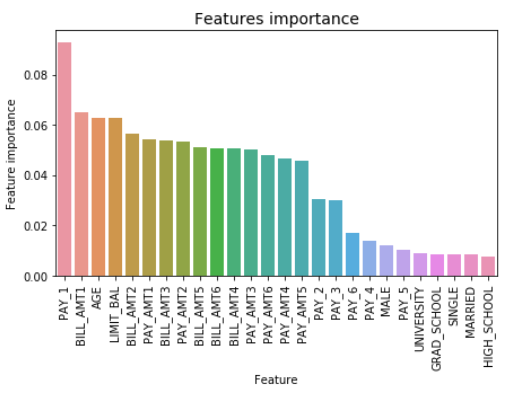 Features importance
Feature importance
0.08
0.06
0.04
0.02
0.00
PAY_1
BILL_AMT1
AGE
LIMIT_BAL
BILL_AMT2
PAY_AMT1
BILL_AMT3
PAY_AMT2
BILL_AMT5
BILL_AMT6
BILL_AMT4
PAY_AMT3
PAY_AMT6
PAY_AMT4
PAY_AMT5
PAY_2
PAY_3
PAY_6
PAY_4
MALE
PAY_5
UNIVERSITY
GRAD_SCHOOL
SINGLE
MARRIED
HIGH_SCHOOL
Feature